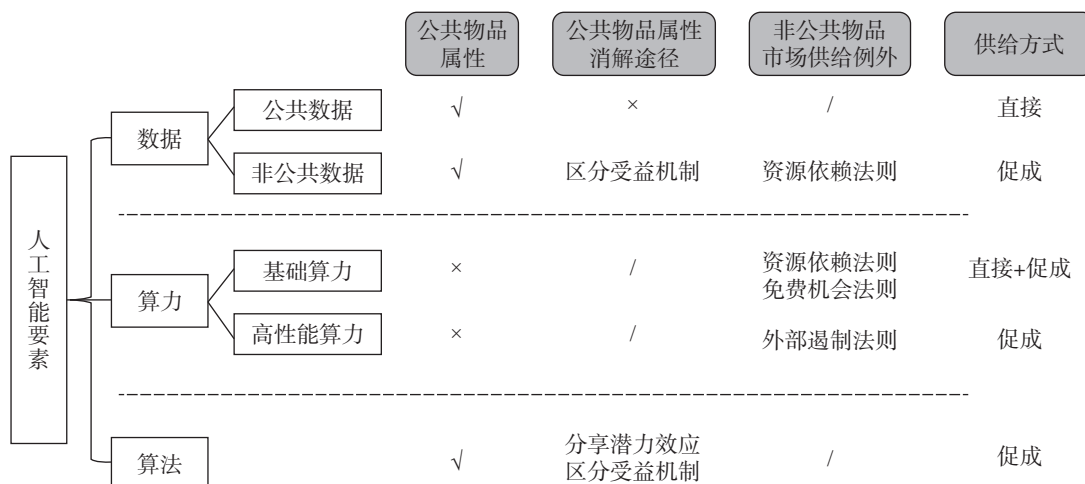 公共物品
属性
公共物品属性
消解途径
非公共物品
市场供给例外
供给方式
人工智能要素
数据
公共数据
√
×
/
直接
非公共数据
√
区分受益机制
资源依赖法则
促成
算力
基础算力
×
/
资源依赖法则
免费机会法则
直接+促成
高性能算力
×
/
外部遏制法则
促成
算法
√
分享潜力效应
区分受益机制
/
促成